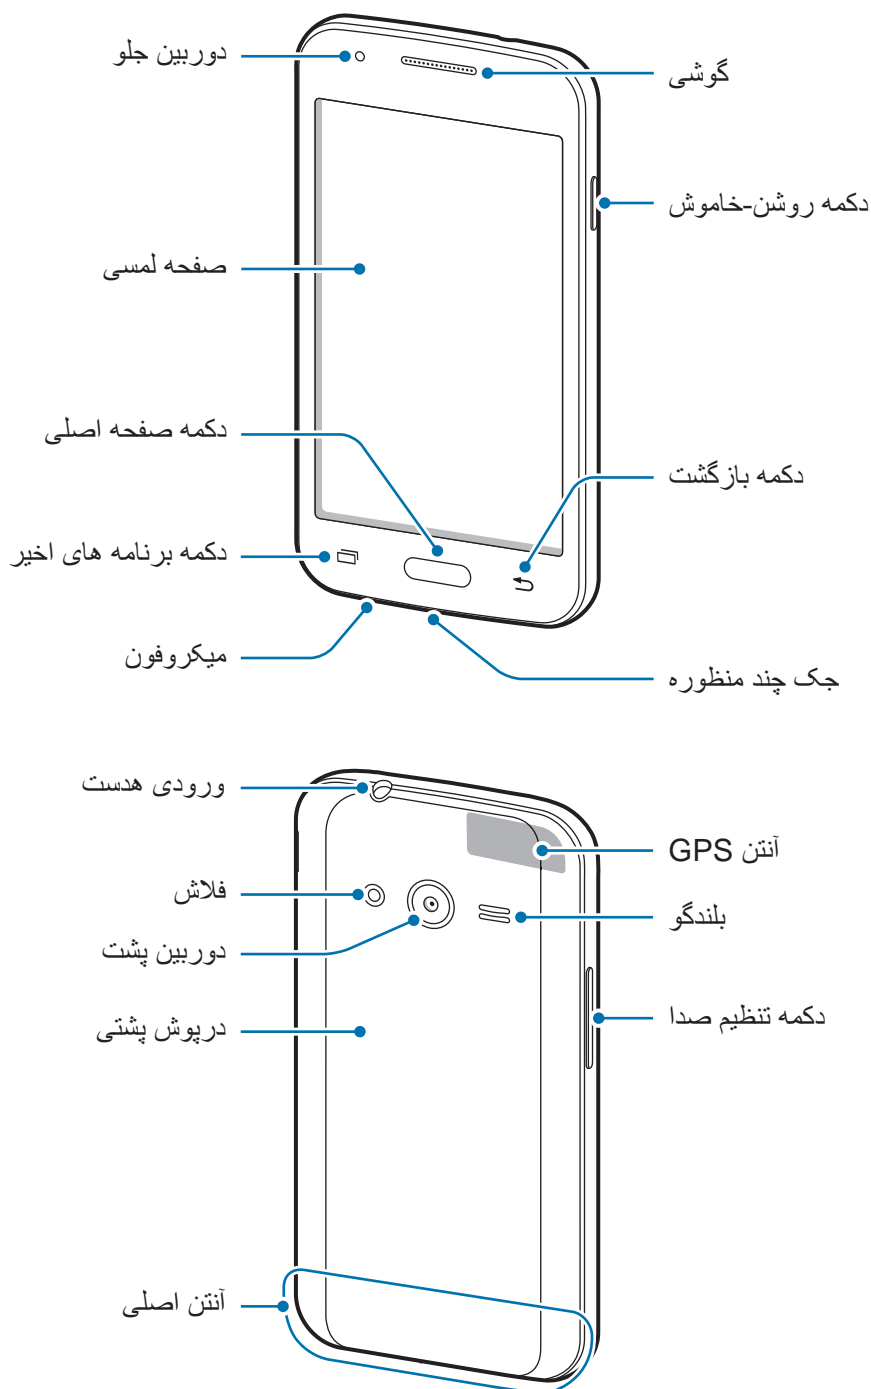 دوربین جلو
گوشی
دکمه روشن-خاموش
صفحه لمسی
دکمه صفحه اصلی
دکمه بازگشت
دکمه برنامه های اخیر
میکروفون
جک چند منظوره
ورودی هدست
آنتن GPS
فلاش
بلندگو
دوربین پشت
درپوش پشتی
دکمه تنظیم صدا
آنتن اصلی